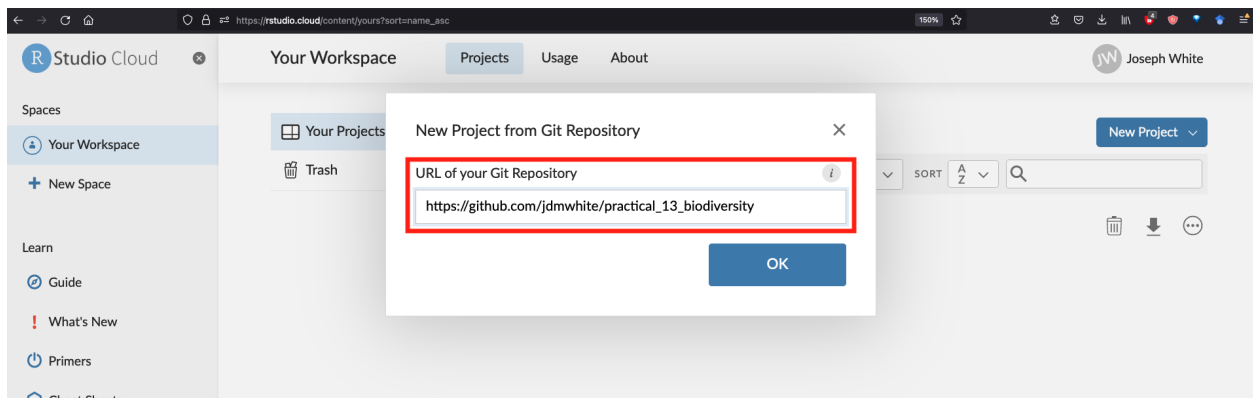 https://rstudio.cloud/content/yours?sort=name_asc
150%
4
R Studio Cloud
Your Workspace
Projects
Usage
About
JW
Joseph White
Spaces
Your Workspace
New Space
Learn
Guide
What's New
Primers
Your Projects
Trash
New Project
SORT
A
Z
New Project from Git Repository
URL of your Git Repository
i
https://github.com/jdmwhite/practical_13_biodiversity
OK